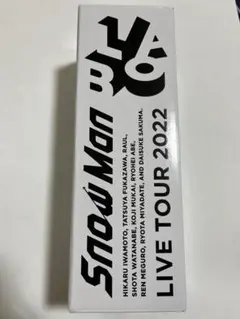 Snow Man
LABO
HIKARU IWAMOTO, TATSUYA FUKAZAWA, RAUL,
SHOTA WATANABE, KOJI MUKAI, RYOHEI ABE,
REN MEGURO, RYOTA MIYADATE, AND DAISUKE SAKUMA.
LIVE TOUR 2022